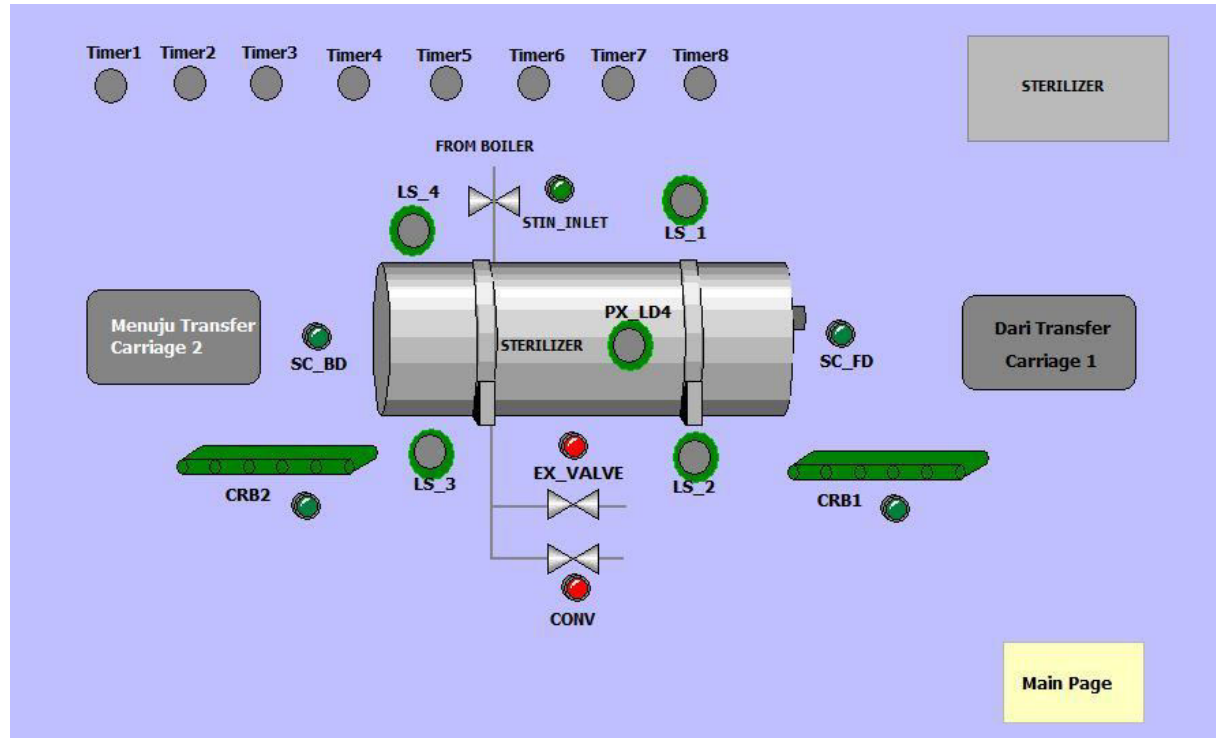 Timer1 Timer2 Timer3 Timer4 Timer5 Timer6 Timer7 Timer8
STERILIZER
FROM BOILER
LS_4
STIN_INLET
LS_1
Menuju Transfer
Carriage 2
SC_BD
STERILIZER
PX_LD4
SC_FD
Dari Transfer
Carriage 1
CRB2
LS_3
EX_VALVE
LS_2
CRB1
CONV
Main Page